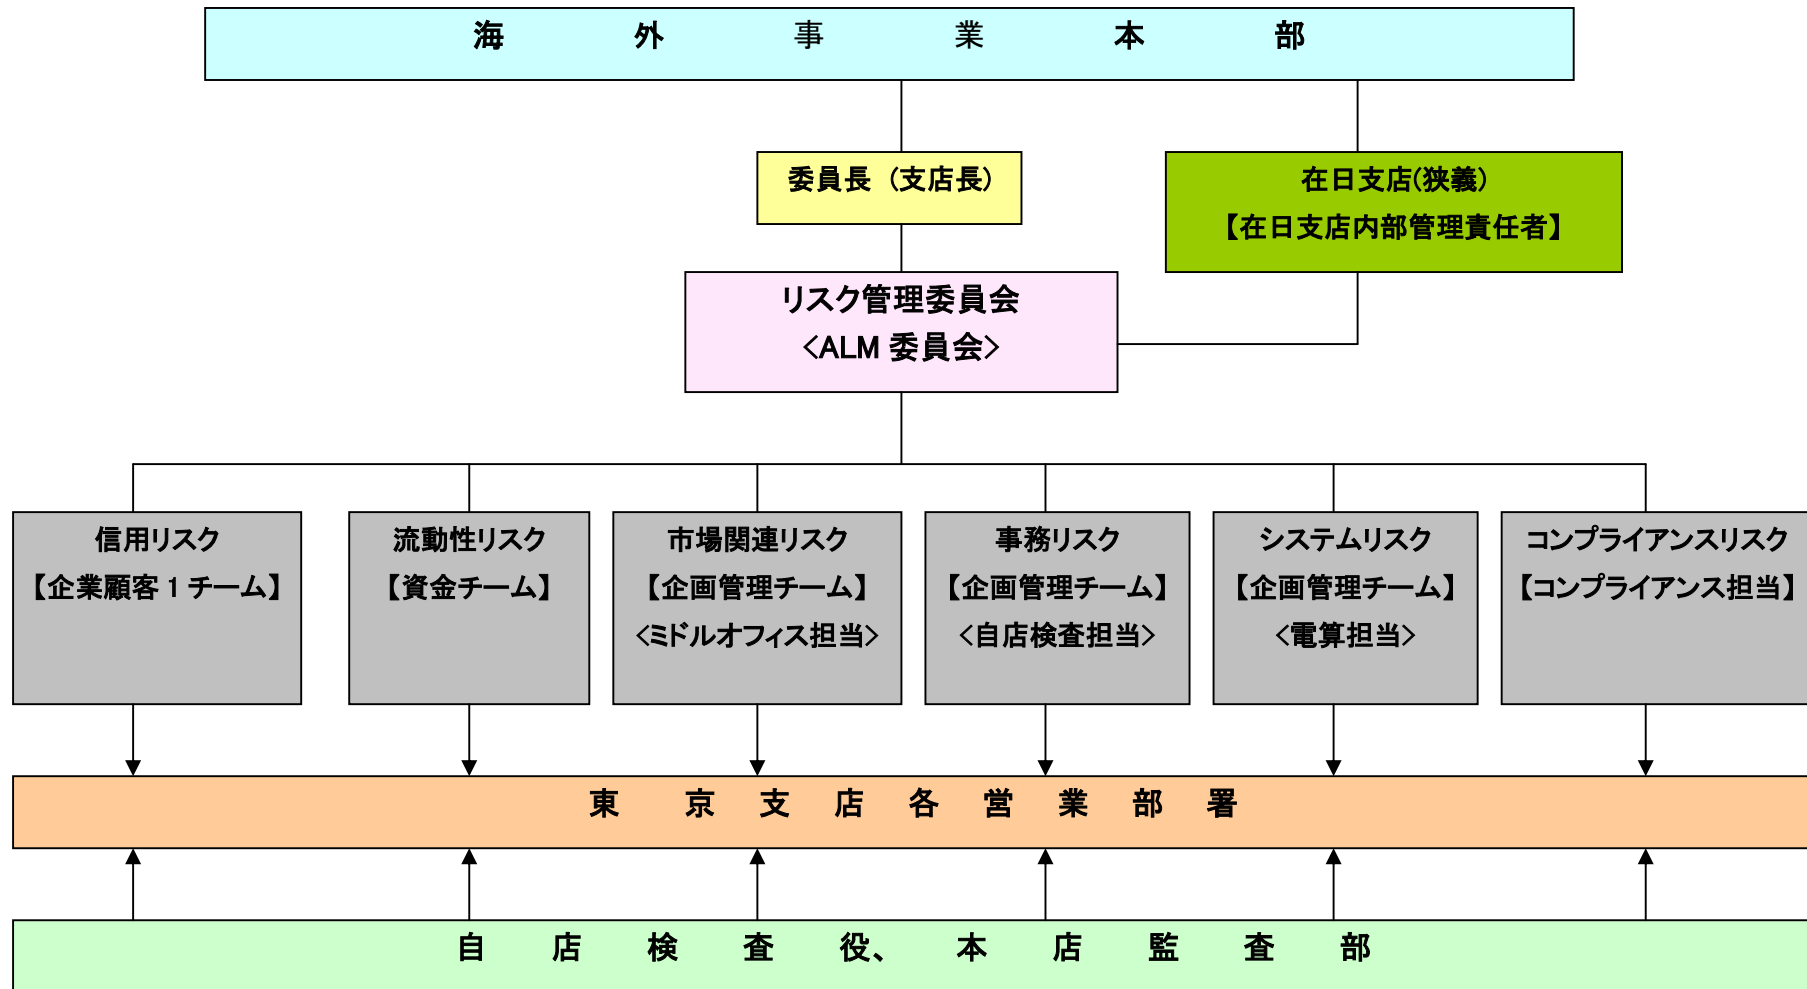 海外事業本部
委員長（支店長）
在日支店(狭義)
【在日支店内部管理責任者】
リスク管理委員会
<ALM 委員会>
信用リスク
【企業顧客 1 チーム】
流動性リスク
【資金チーム】
市場関連リスク
【企画管理チーム】
<ミドルオフィス担当>
事務リスク
【企画管理チーム】
<自店検査担当>
システムリスク
【企画管理チーム】
<電算担当>
コンプライアンスリスク
【コンプライアンス担当】
東京支店各営業部署
自店検査役、本店監査部